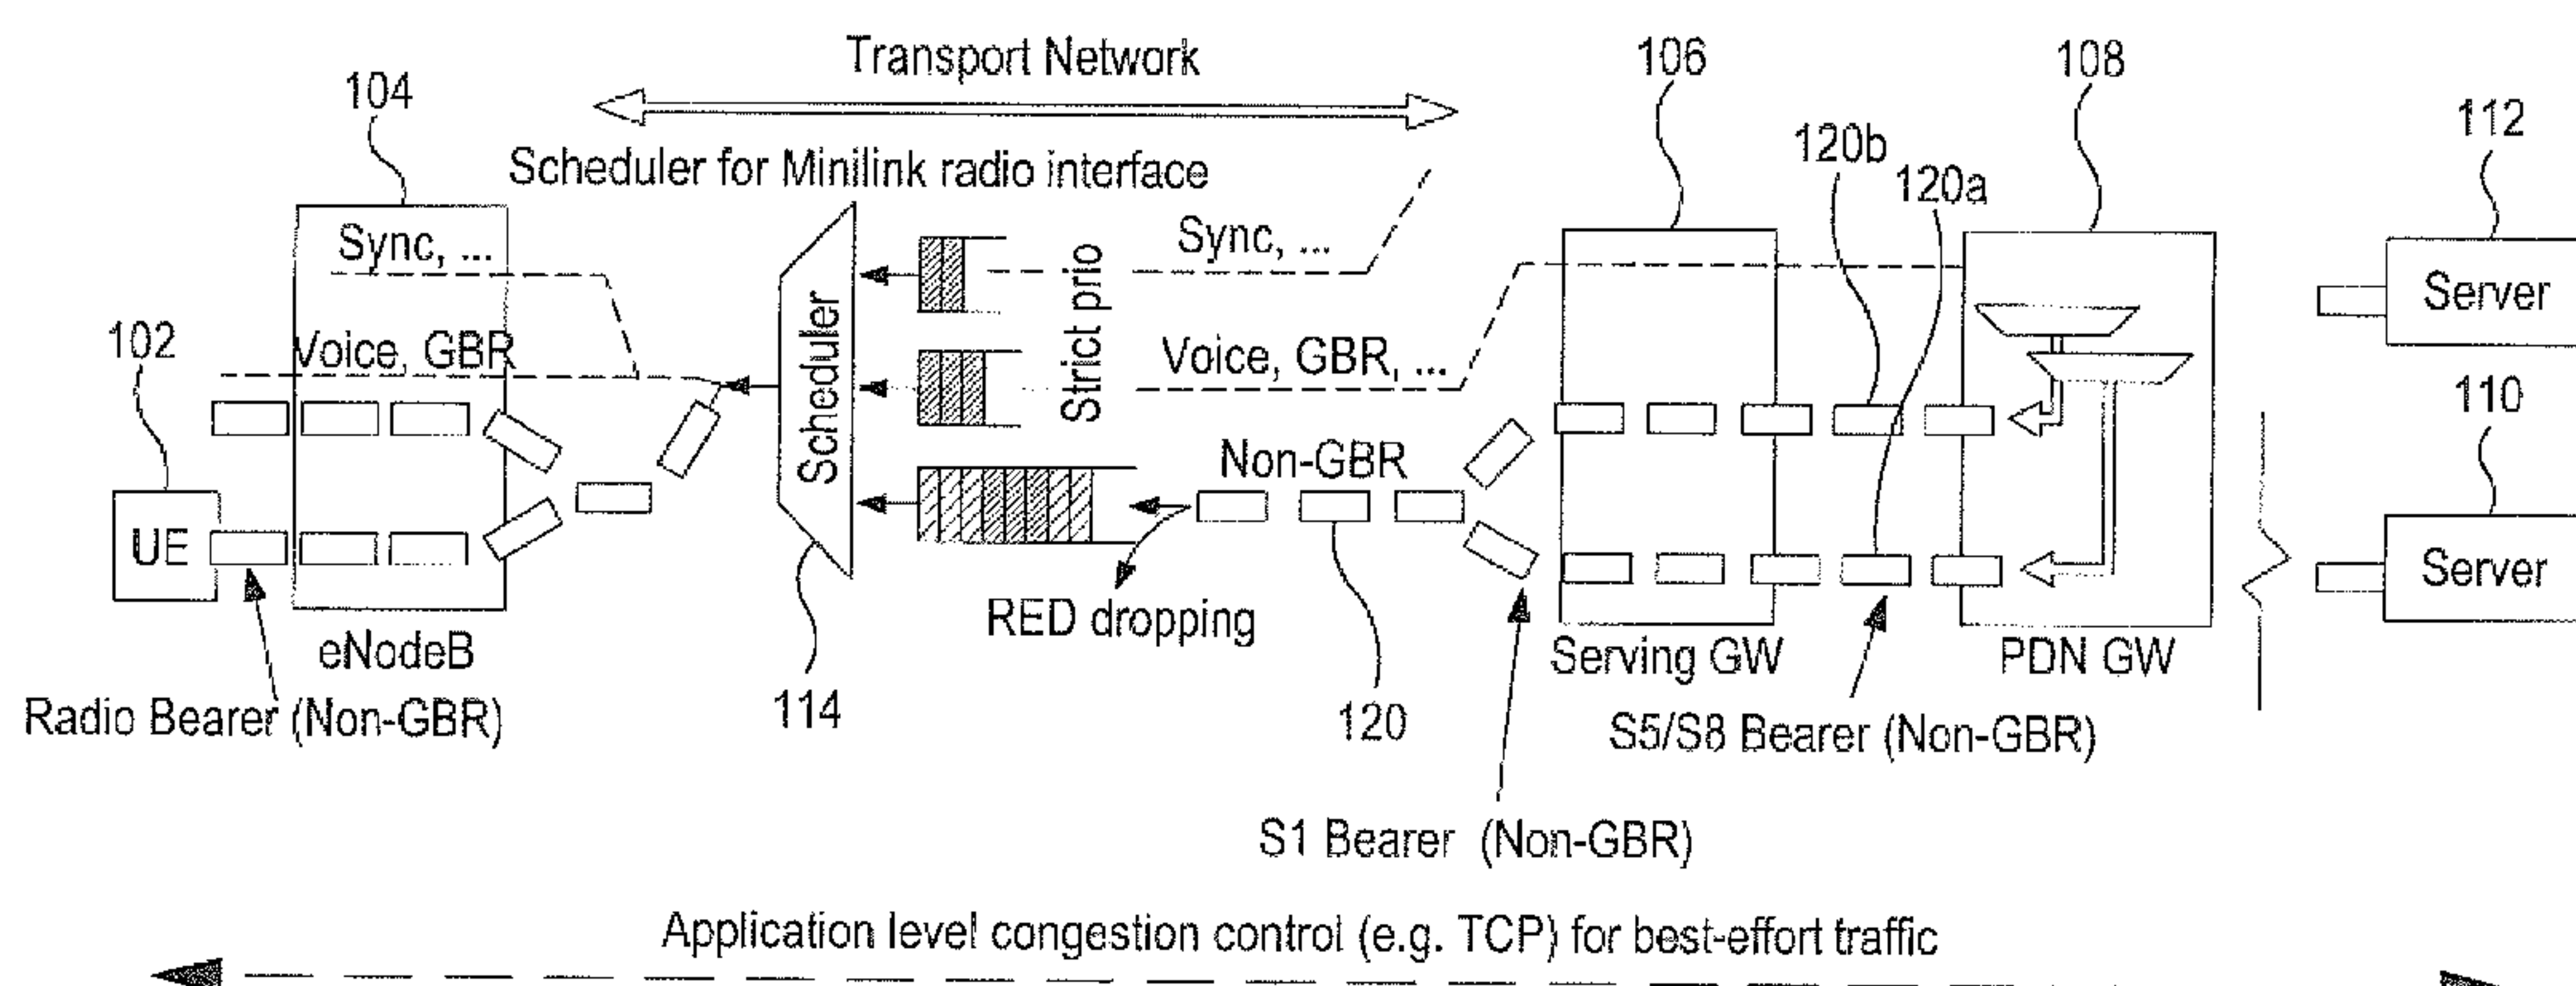 Transport Network
104
106
108
112
120b
120a
Scheduler for Minilink radio interface
Sync, ...
Sync, ...
Strict prio
Scheduler
Server
102
Voice, GBR
Voice, GBR, ...
110
Non-GBR
UE
Server
RED dropping
eNodeB
Serving GW
PDN GW
Radio Bearer (Non-GBR)
114
120
S5/S8 Bearer (Non-GBR)
S1 Bearer (Non-GBR)
Application level congestion control (e.g. TCP) for best-effort traffic